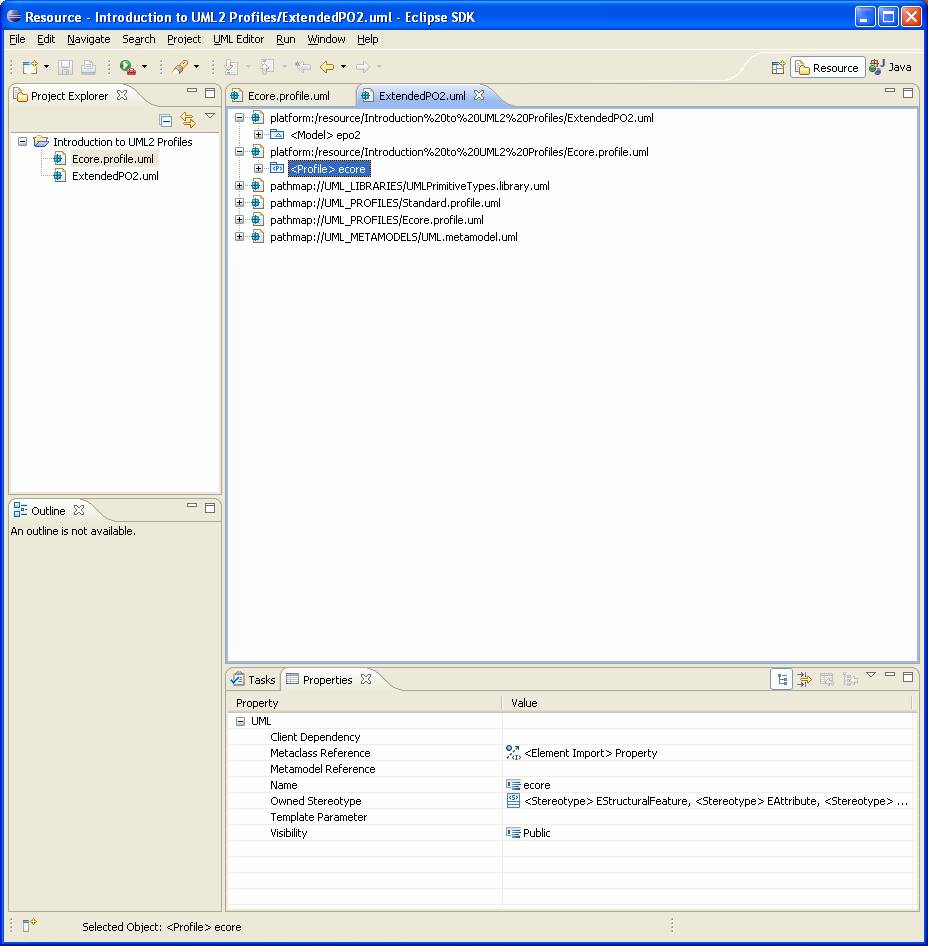 Resource - Introduction to UML2 Profiles/ExtendedPO2.uml - Eclipse SDK
File Edit Navigate Search Project UML Editor Run Window Help
Resource Java
Project Explorer
Introduction to UML2 Profiles
Ecore.profile.uml
ExtendedPO2.uml
Outline
An outline is not available.
Ecore.profile.uml ExtendedPO2.uml
platform:/resource/Introduction%20to%20UML2%20Profiles/ExtendedPO2.uml
<Model> epo2
platform:/resource/Introduction%20to%20UML2%20Profiles/Ecore.profile.uml
<Profile> ecore
pathmap://UML_LIBRARIES/UMLPrimitiveTypes.library.uml
pathmap://UML_PROFILES/Standard.profile.uml
pathmap://UML_PROFILES/Ecore.profile.uml
pathmap://UML_METAMODELS/UML.metamodel.uml
Tasks Properties
Property Value
UML
Client Dependency
Metaclass Reference <Element Import> Property
Metamodel Reference
Name ecore
Owned Stereotype <Stereotype> EStructuralFeature, <Stereotype> EAttribute, <Stereotype> ...
Template Parameter
Visibility Public
Selected Object: <Profile> ecore